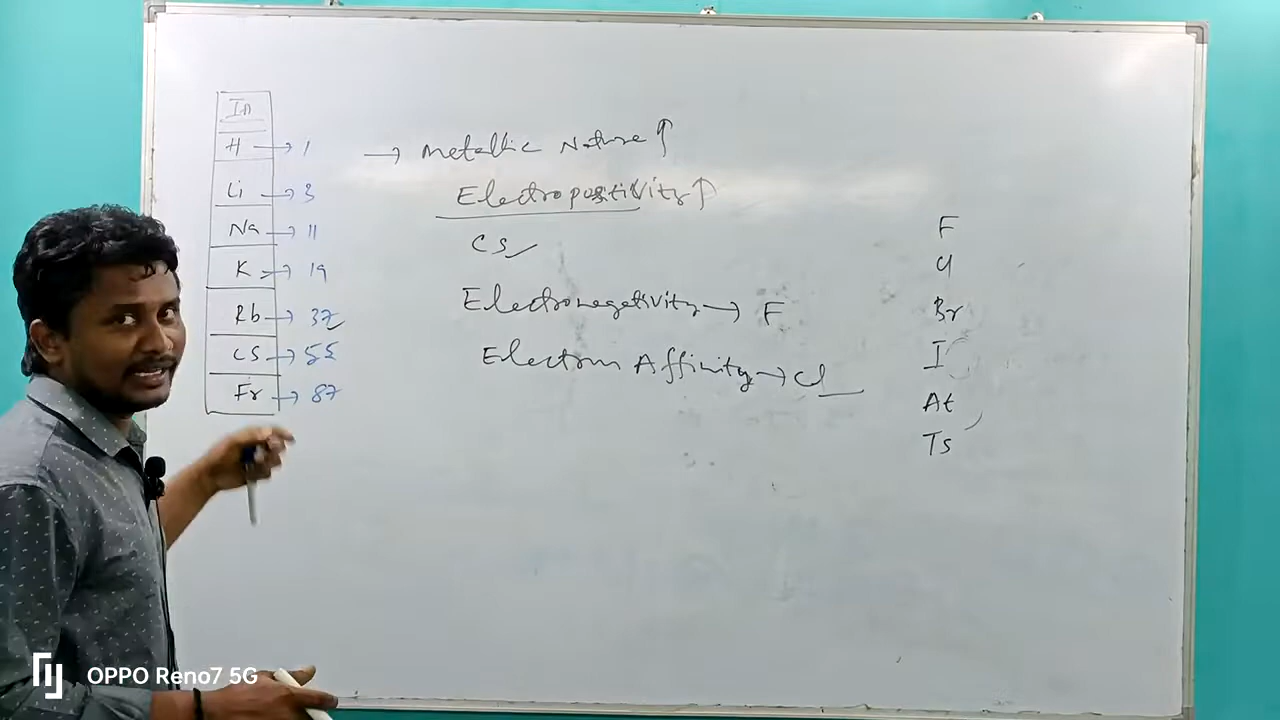 IA
H → 1
Li → 3
Na → 11
K → 19
Rb → 37
Cs → 55
Fr → 87
→ Metallic Nature ↑
Electropositivity ↑
Cs ✓
Electronegativity → F
Electron Affinity → Cl
F
Cl
Br
I
At
Ts
OPPO Reno7 5G